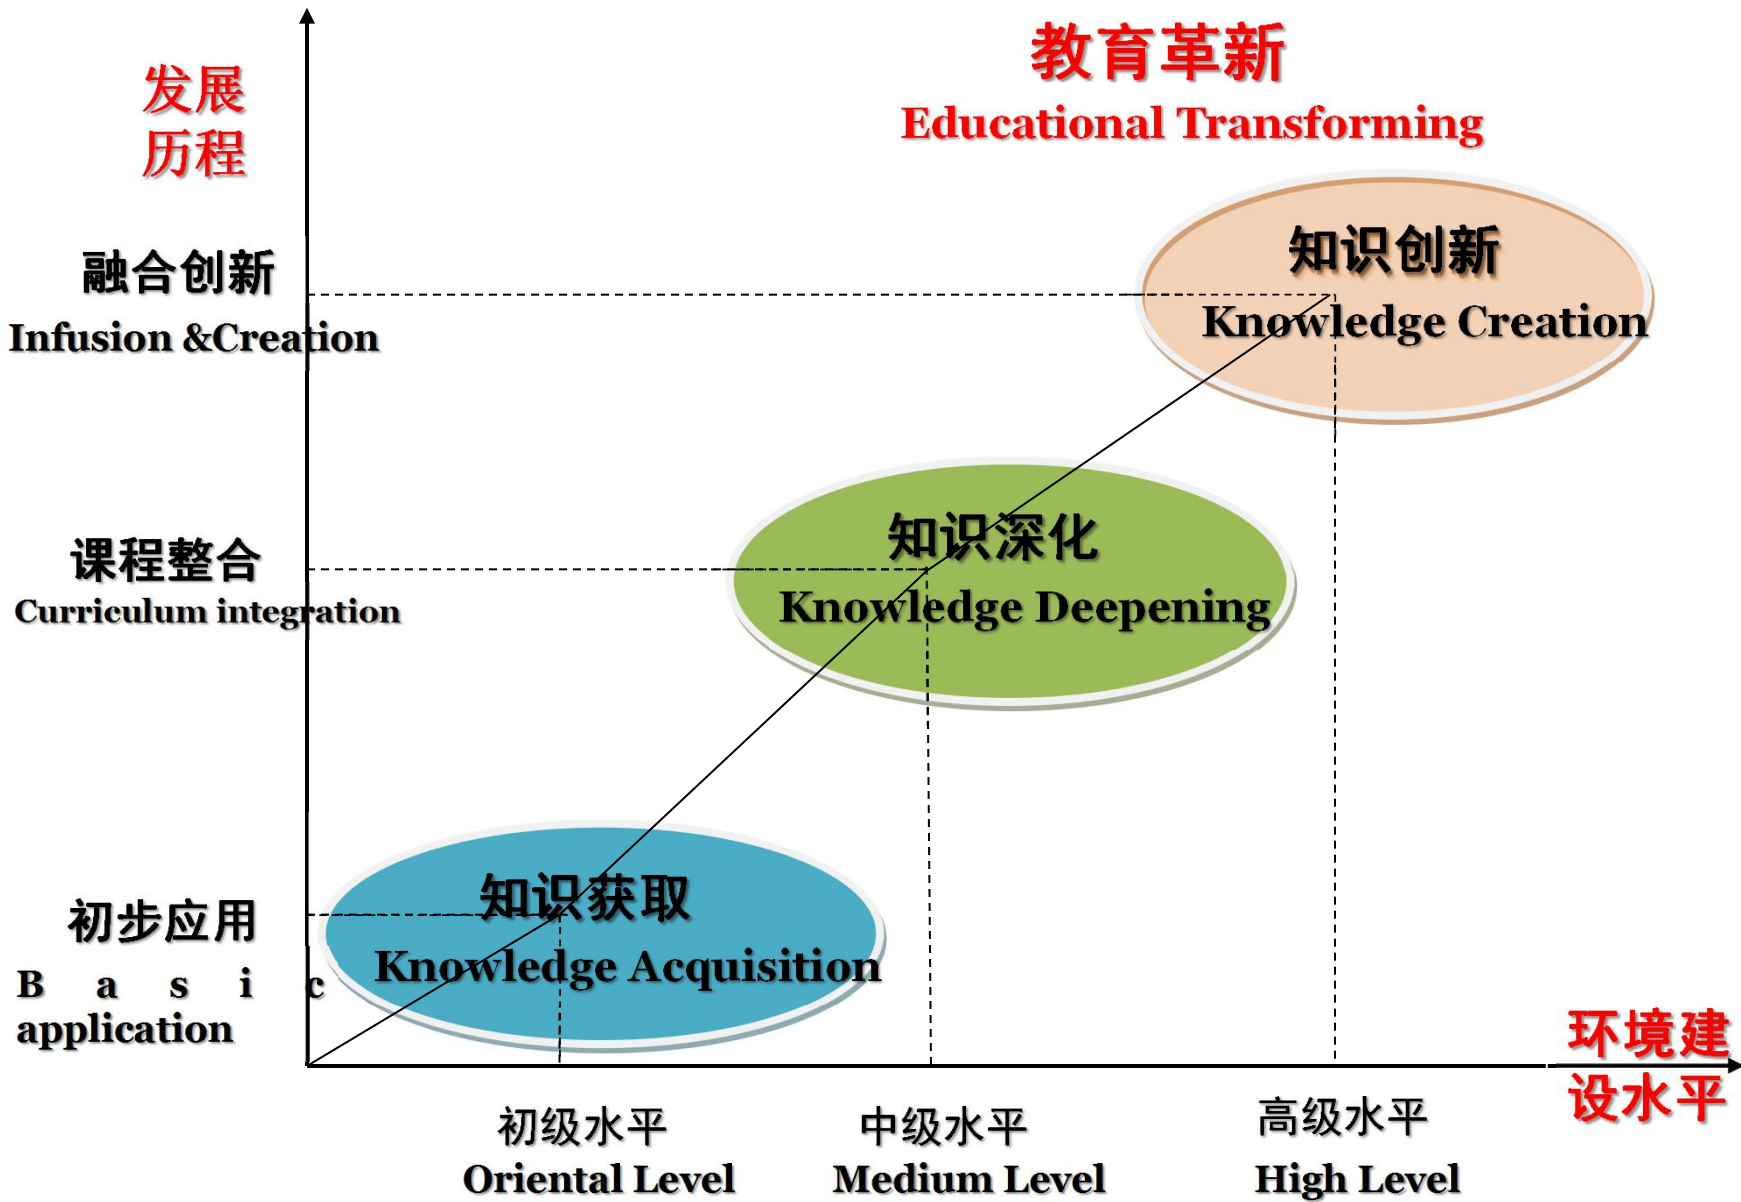 教育革新
Educational Transforming
发展
历程
知识创新
Knowledge Creation
融合创新
Infusion &Creation
知识深化
Knowledge Deepening
课程整合
Curriculum integration
知识获取
Knowledge Acquisition
初步应用
B a s i c
application
环境建
设水平
初级水平
Oriental Level
中级水平
Medium Level
高级水平
High Level